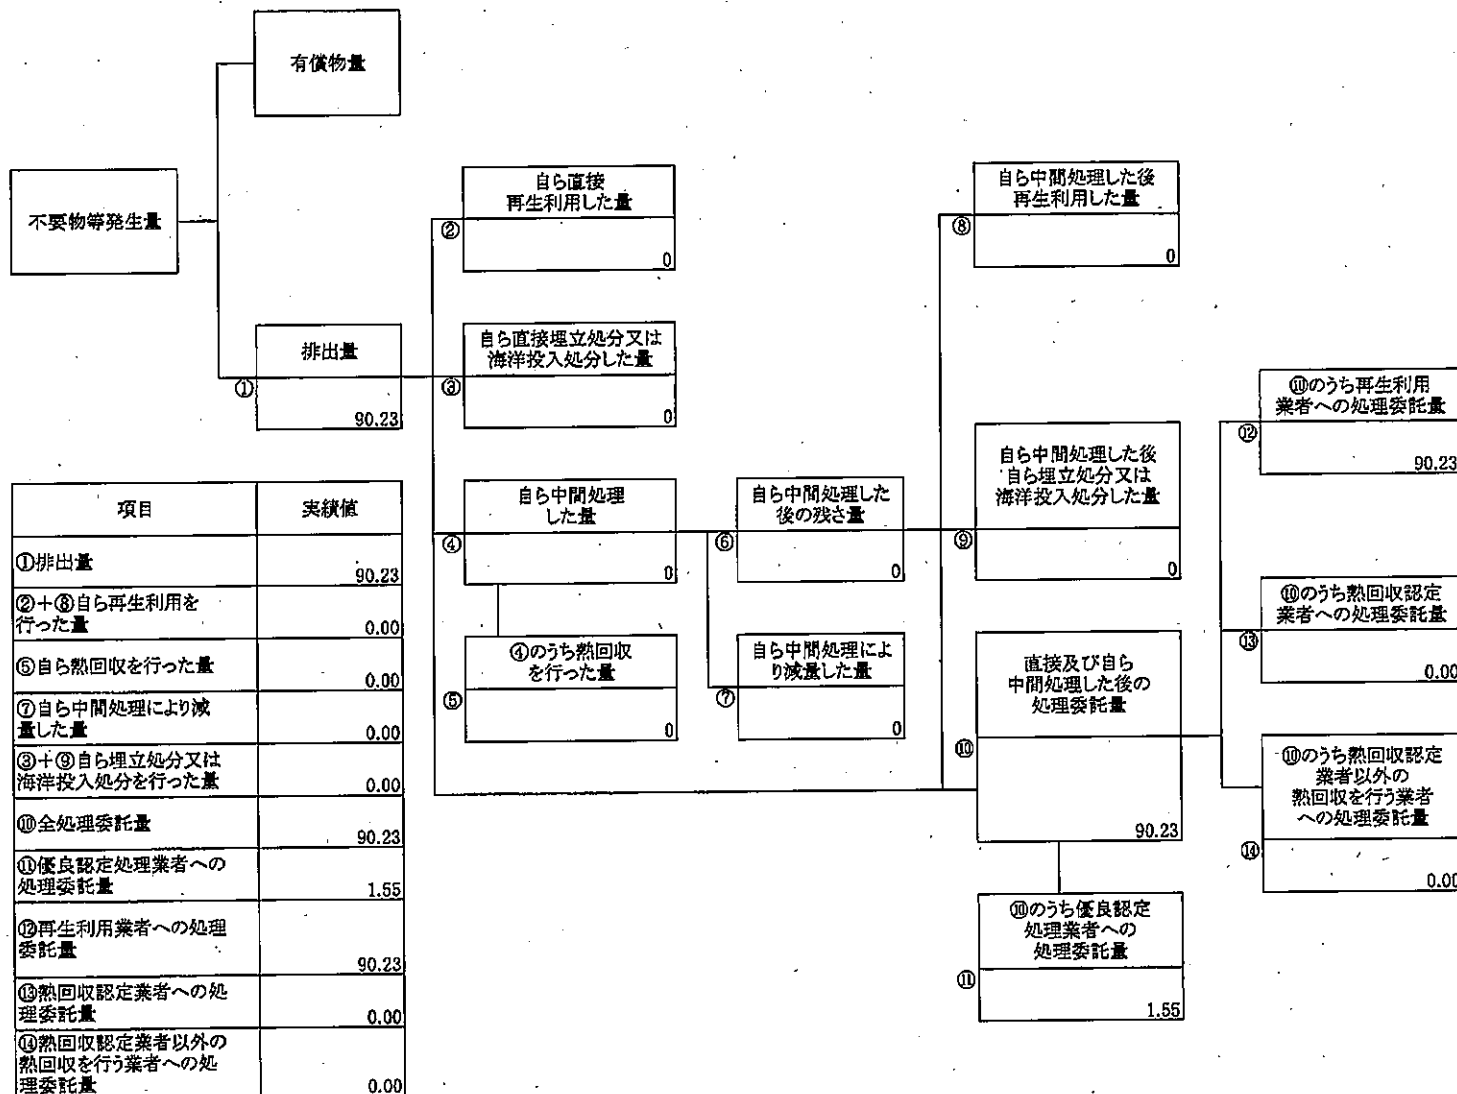 有償物量
不要物等発生量
排出量
①
90.23
自ら直接
再生利用した量
②
0
自ら直接埋立処分又は
海洋投入処分した量
③
0
自ら中間処理
した量
④
0
④のうち熱回収
を行った量
⑤
0
自ら中間処理した
後の残さ量
⑥
0
自ら中間処理によ
り減量した量
⑦
0
自ら中間処理した後
再生利用した量
⑧
0
自ら中間処理した後
自ら埋立処分又は
海洋投入処分した量
⑨
0
直接及び自ら
中間処理した後の
処理委託量
⑩
90.23
⑩のうち優良認定
処理業者への
処理委託量
⑪
1.55
⑩のうち再生利用
業者への処理委託量
⑫
90.23
⑩のうち熱回収認定
業者への処理委託量
⑬
0.00
⑩のうち熱回収認定
業者以外の
熱回収を行う業者
への処理委託量
⑭
0.00
項目 実績値
①排出量
90.23
②+⑧自ら再生利用を
行った量 0.00
⑤自ら熱回収を行った量
0.00
⑦自ら中間処理により減
量した量 0.00
③+⑨自ら埋立処分又は
海洋投入処分を行った量 0.00
⑩全処理委託量
90.23
⑪優良認定処理業者への
処理委託量 1.55
⑫再生利用業者への処理
委託量
90.23
⑬熱回収認定業者への処
理委託量 0.00
⑭熱回収認定業者以外の
熱回収を行う業者への処
理委託量 0.00